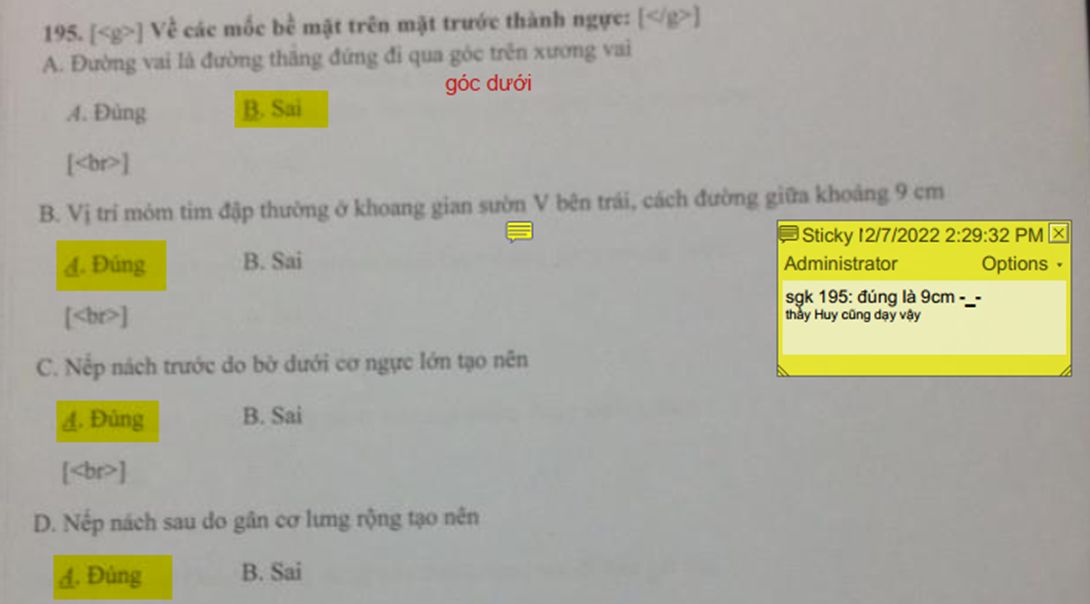 195. [<g>] Về các mốc bề mặt trên mặt trước thành ngực: [</g>]
A. Đường vai là đường thẳng đứng đi qua góc trên xương vai
góc dưới
A. Đúng B. Sai
[<br>]
B. Vị trí mỏm tim đập thường ở khoang gian sườn V bên trái, cách đường giữa khoảng 9 cm
Sticky 12/7/2022 2:29:32 PM
Administrator Options
sgk 195: đúng là 9cm -_-
thầy Huy cũng dạy vậy
A. Đúng B. Sai
[<br>]
C. Nếp nách trước do bờ dưới cơ ngực lớn tạo nên
A. Đúng B. Sai
[<br>]
D. Nếp nách sau do gân cơ lưng rộng tạo nên
A. Đúng B. Sai